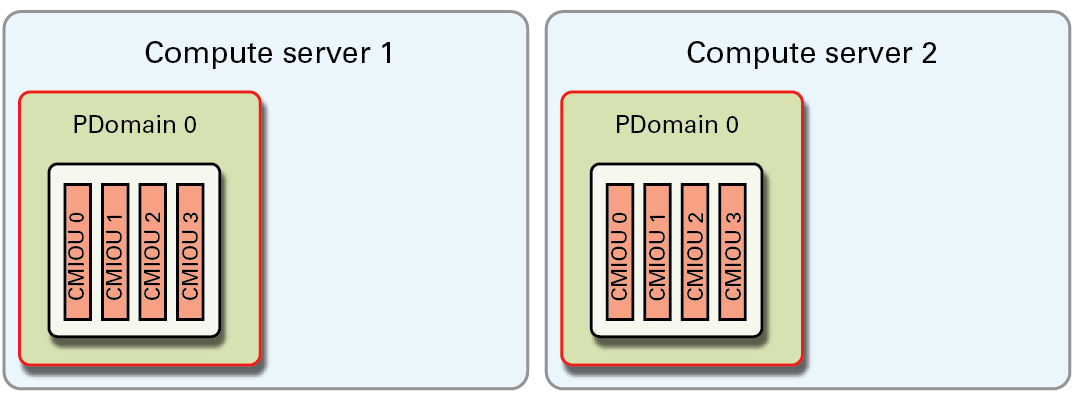 Compute server 1
PDomain 0
CMIOU 0
CMIOU 1
CMIOU 2
CMIOU 3
Compute server 2
PDomain 0
CMIOU 0
CMIOU 1
CMIOU 2
CMIOU 3